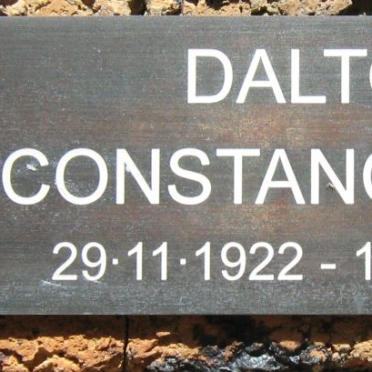 DALTO
CONSTANC
29·11·1922 - 1